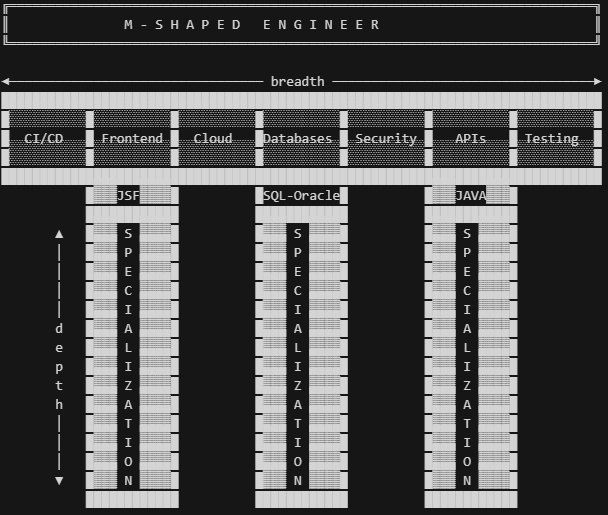 M-SHAPED ENGINEER
breadth
CI/CD Frontend Cloud Databases Security APIs Testing
JSF SQL-Oracle JAVA
depth
SPECIALIZATION SPECIALIZATION SPECIALIZATION